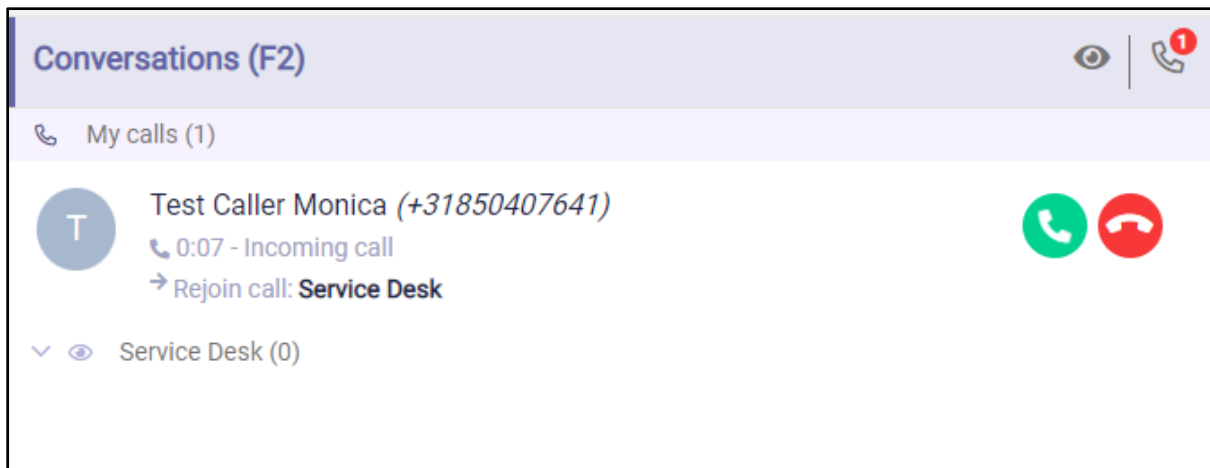 Conversations (F2)
1
My calls (1)
T
Test Caller Monica (+31850407641)
0:07 - Incoming call
Rejoin call: Service Desk
Service Desk (0)